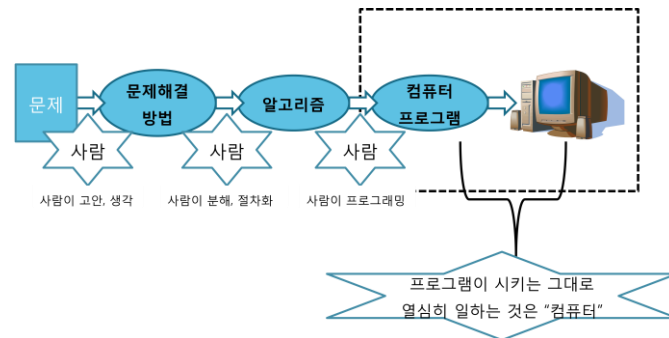 문제
문제해결
방법
알고리즘
컴퓨터
프로그램
사람
사람
사람
사람이 고안, 생각
사람이 분해, 절차화
사람이 프로그래밍
프로그램이 시키는 그대로
열심히 일하는 것은 “컴퓨터”